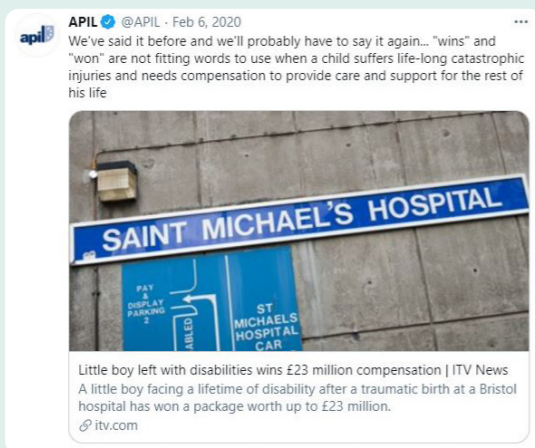 APIL @APIL · Feb 6, 2020
apil
We've said it before and we'll probably have to say it again... "wins" and
"won" are not fitting words to use when a child suffers life-long catastrophic
injuries and needs compensation to provide care and support for the rest of
his life
SAINT MICHAEL'S HOSPITAL
PAY
&
DISPLAY
PARKING
2
ABLED
ST
MICHAELS
HOSPITAL
CAR
Little boy left with disabilities wins £23 million compensation | ITV News
A little boy facing a lifetime of disability after a traumatic birth at a Bristol
hospital has won a package worth up to £23 million.
itv.com